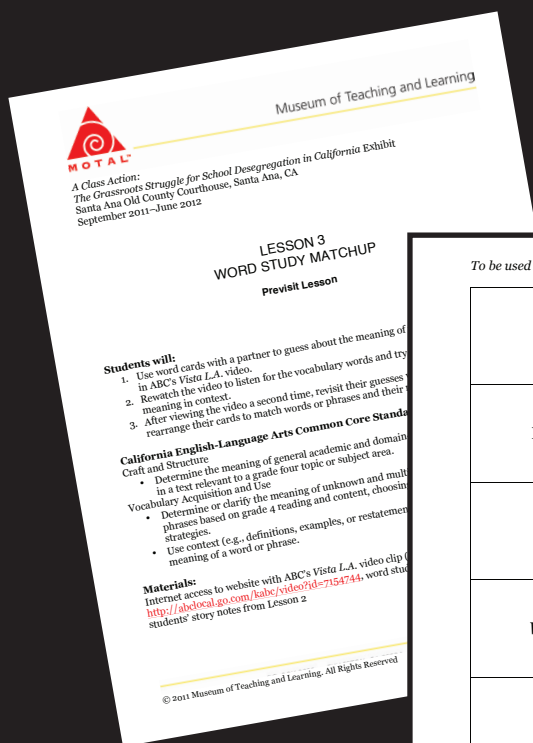 Museum of Teaching and Learning
MOTAL™
A Class Action:
The Grassroots Struggle for School Desegregation in California Exhibit
Santa Ana Old County Courthouse, Santa Ana, CA
September 2011–June 2012
LESSON 3
WORD STUDY MATCHUP
Previsit Lesson
Students will:
1. Use word cards with a partner to guess about the meaning of
in ABC's Vista L.A. video.
2. Rewatch the video to listen for the vocabulary words and try
meaning in context.
3. After viewing the video a second time, revisit their guesses
rearrange their cards to match words or phrases and their
California English-Language Arts Common Core Standa
Craft and Structure
• Determine the meaning of general academic and domain
in a text relevant to a grade four topic or subject area.
Vocabulary Acquisition and Use
• Determine or clarify the meaning of unknown and mult
phrases based on grade 4 reading and content, choosing
strategies.
• Use context (e.g., definitions, examples, or restatemen
meaning of a word or phrase.
Materials:
Internet access to website with ABC's Vista L.A. video clip (
http://abclocal.go.com/kabc/video?id=7154744, word stud
students' story notes from Lesson 2
© 2011 Museum of Teaching and Learning. All Rights Reserved
To be used